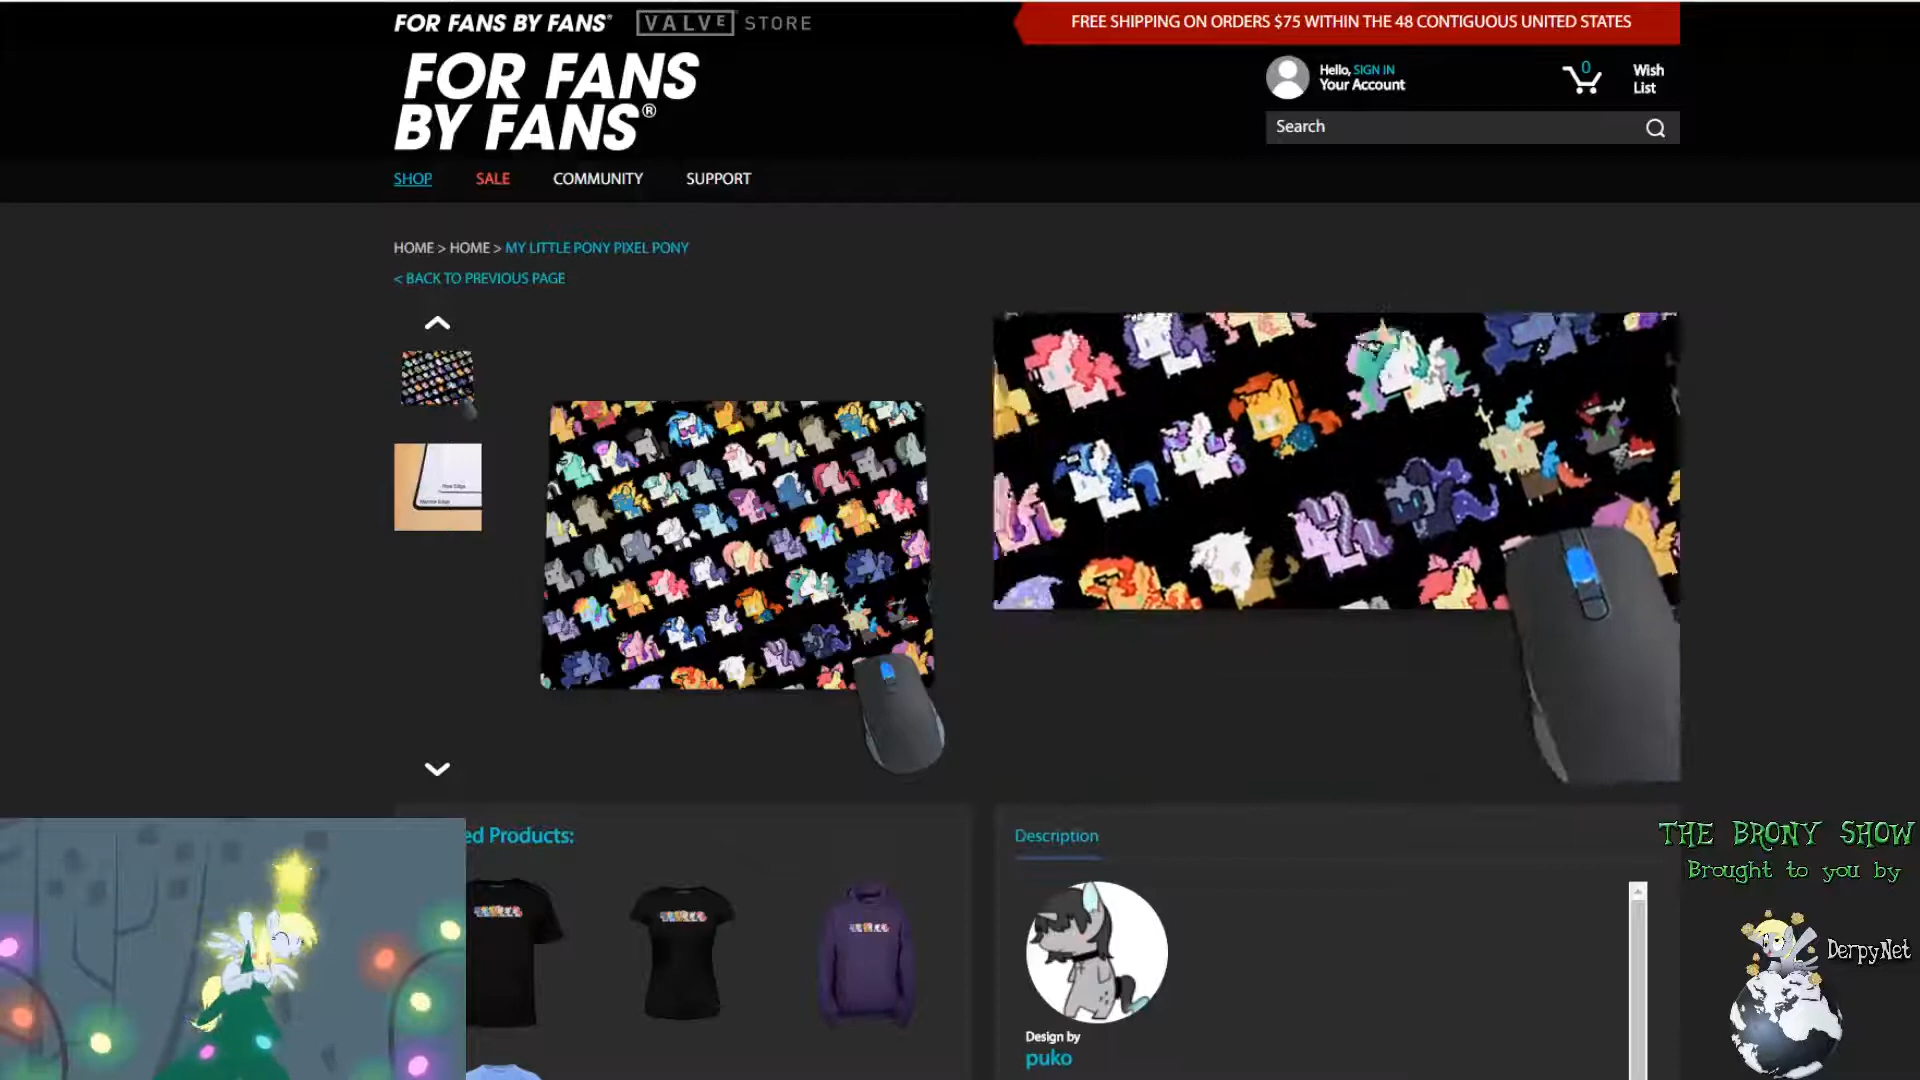 FOR FANS BY FANS®
VALVE STORE
FREE SHIPPING ON ORDERS $75 WITHIN THE 48 CONTIGUOUS UNITED STATES
FOR FANS
BY FANS®
Hello, SIGN IN
Your Account
0
Wish
List
Search
SHOP
SALE
COMMUNITY
SUPPORT
HOME > HOME > MY LITTLE PONY PIXEL PONY
< BACK TO PREVIOUS PAGE
ed Products:
Description
Design by
puko
THE BRONY SHOW
Brought to you by
DerpyNet